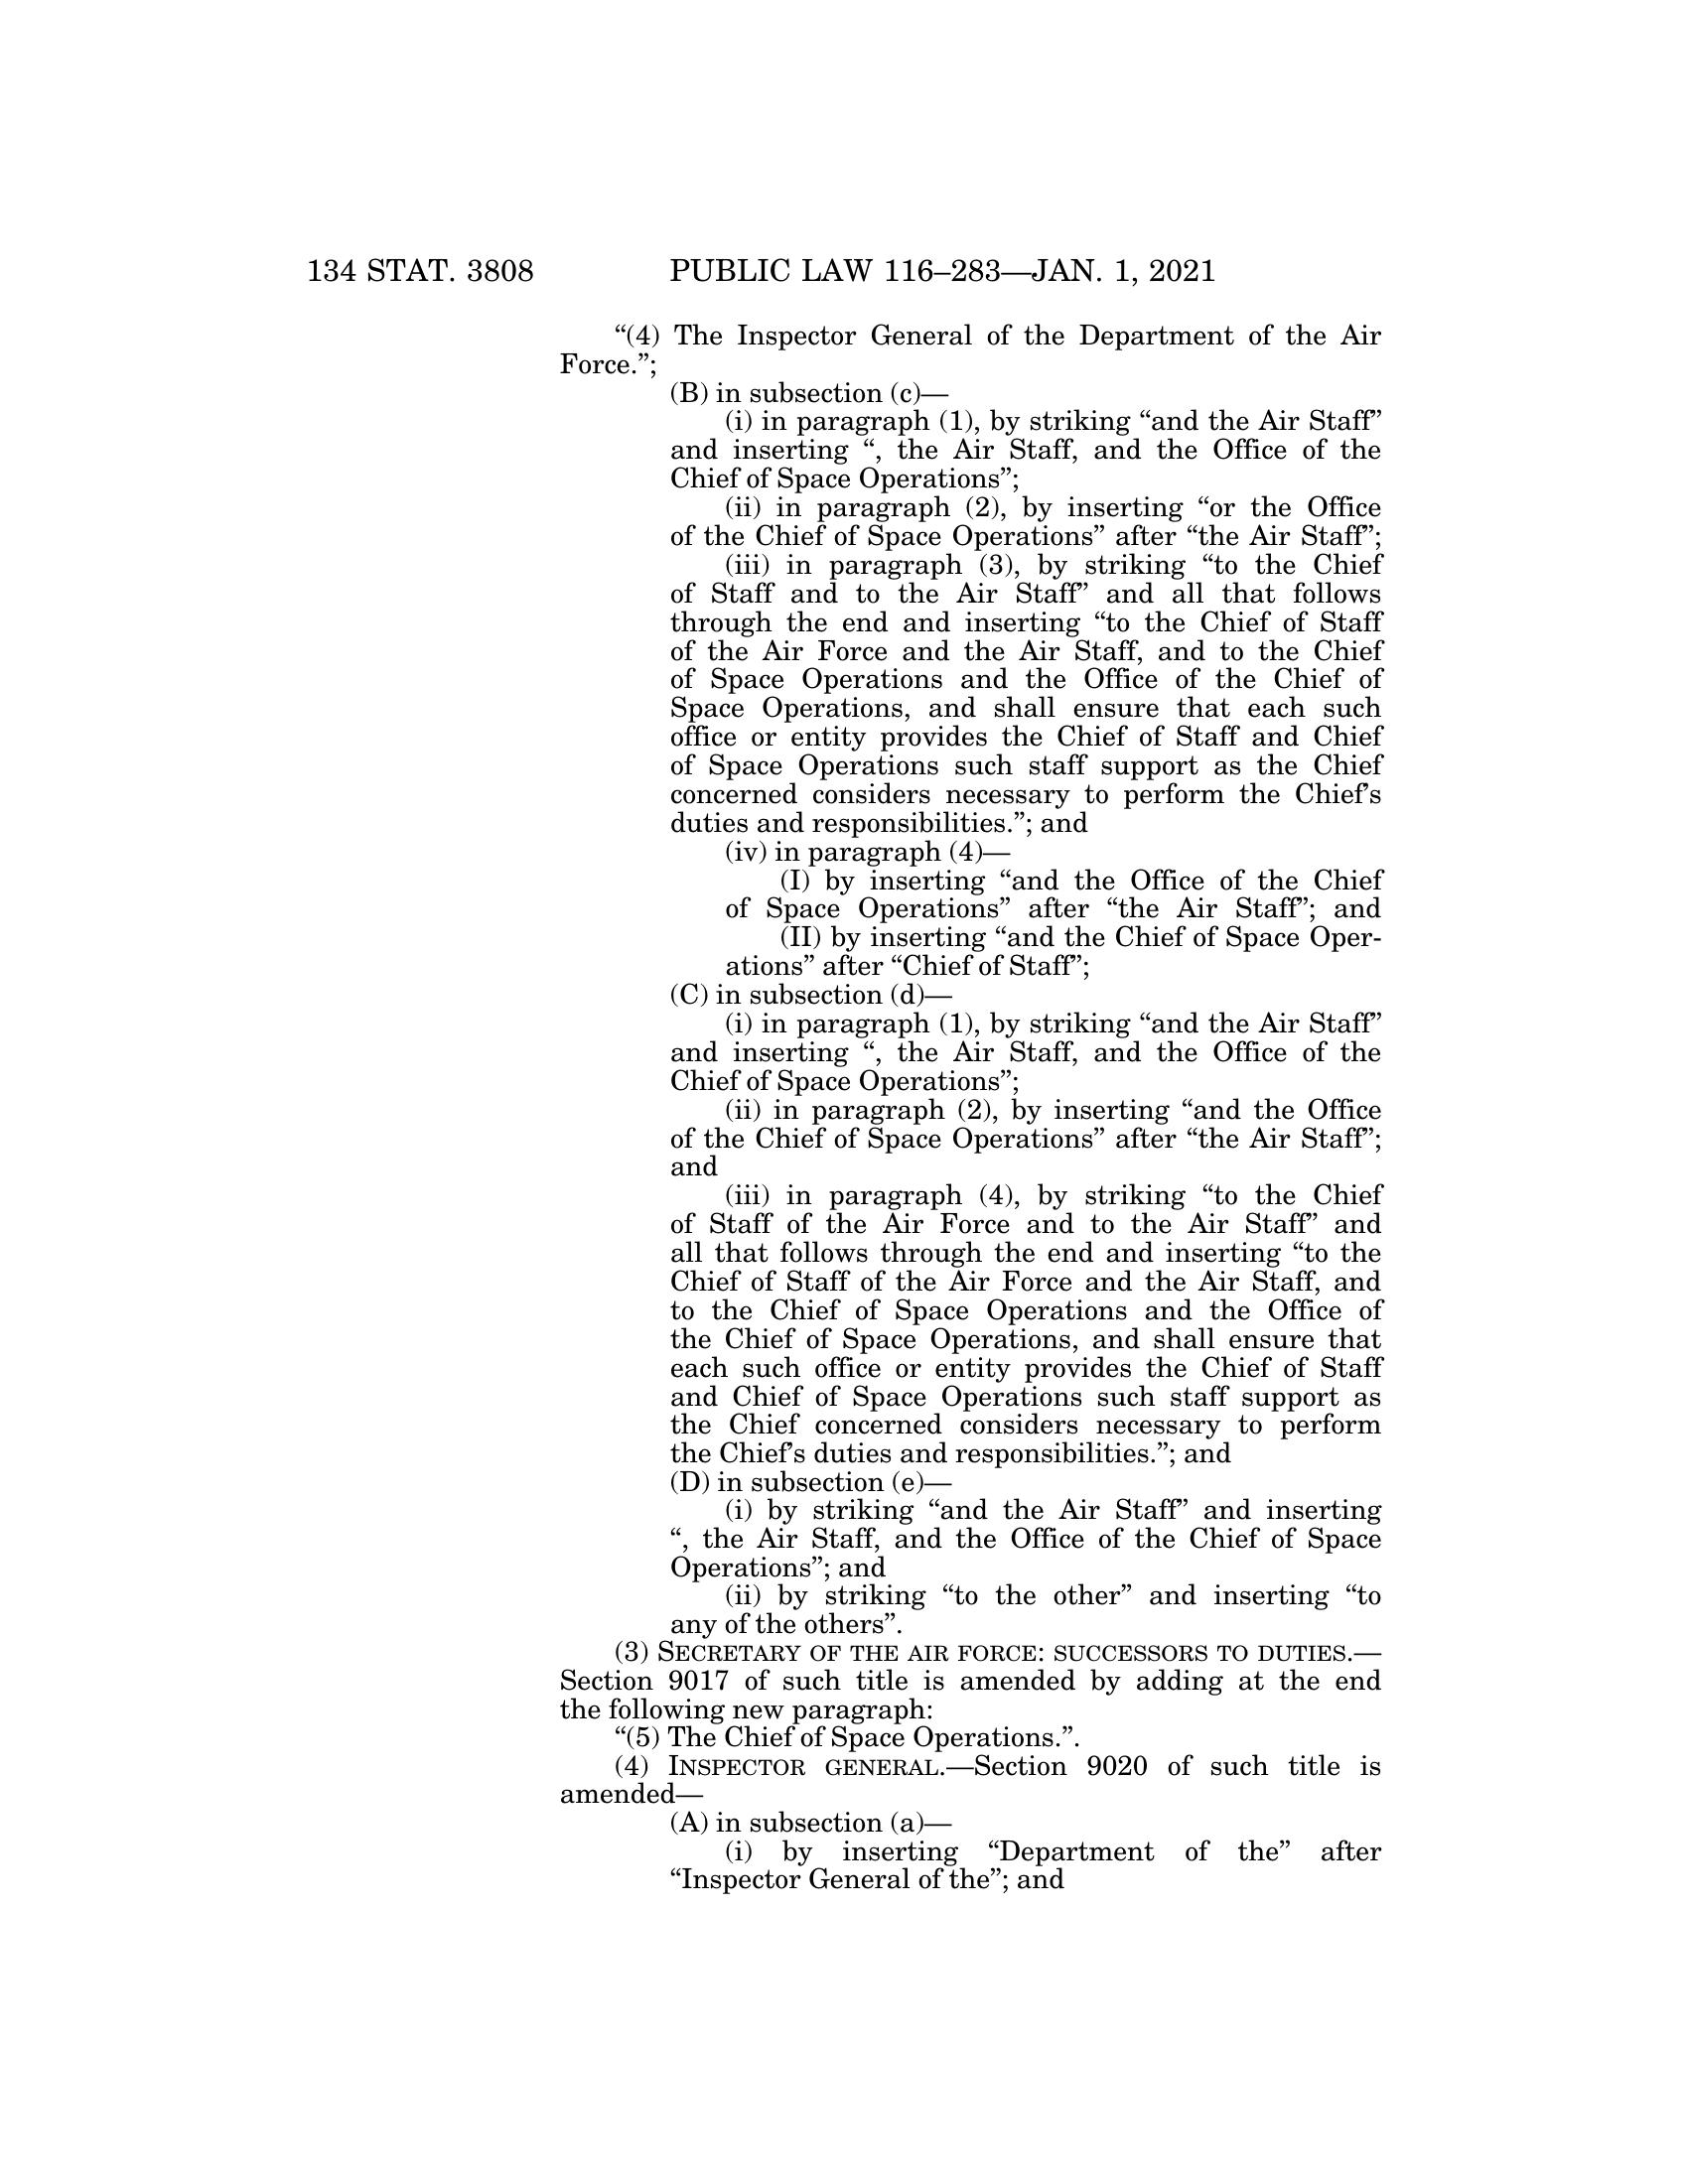 134 STAT. 3808 PUBLIC LAW 116–283—JAN. 1, 2021
“(4) The Inspector General of the Department of the Air
Force.”;
(B) in subsection (c)—
(i) in paragraph (1), by striking “and the Air Staff”
and inserting “, the Air Staff, and the Office of the
Chief of Space Operations”;
(ii) in paragraph (2), by inserting “or the Office
of the Chief of Space Operations” after “the Air Staff”;
(iii) in paragraph (3), by striking “to the Chief
of Staff and to the Air Staff” and all that follows
through the end and inserting “to the Chief of Staff
of the Air Force and the Air Staff, and to the Chief
of Space Operations and the Office of the Chief of
Space Operations, and shall ensure that each such
office or entity provides the Chief of Staff and Chief
of Space Operations such staff support as the Chief
concerned considers necessary to perform the Chief’s
duties and responsibilities.”; and
(iv) in paragraph (4)—
(I) by inserting “and the Office of the Chief
of Space Operations” after “the Air Staff”; and
(II) by inserting “and the Chief of Space Oper-
ations” after “Chief of Staff”;
(C) in subsection (d)—
(i) in paragraph (1), by striking “and the Air Staff”
and inserting “, the Air Staff, and the Office of the
Chief of Space Operations”;
(ii) in paragraph (2), by inserting “and the Office
of the Chief of Space Operations” after “the Air Staff”;
and
(iii) in paragraph (4), by striking “to the Chief
of Staff of the Air Force and to the Air Staff” and
all that follows through the end and inserting “to the
Chief of Staff of the Air Force and the Air Staff, and
to the Chief of Space Operations and the Office of
the Chief of Space Operations, and shall ensure that
each such office or entity provides the Chief of Staff
and Chief of Space Operations such staff support as
the Chief concerned considers necessary to perform
the Chief’s duties and responsibilities.”; and
(D) in subsection (e)—
(i) by striking “and the Air Staff” and inserting
“, the Air Staff, and the Office of the Chief of Space
Operations”; and
(ii) by striking “to the other” and inserting “to
any of the others”.
(3) SECRETARY OF THE AIR FORCE: SUCCESSORS TO DUTIES.—
Section 9017 of such title is amended by adding at the end
the following new paragraph:
“(5) The Chief of Space Operations.”.
(4) INSPECTOR GENERAL.—Section 9020 of such title is
amended—
(A) in subsection (a)—
(i) by inserting “Department of the” after
“Inspector General of the”; and